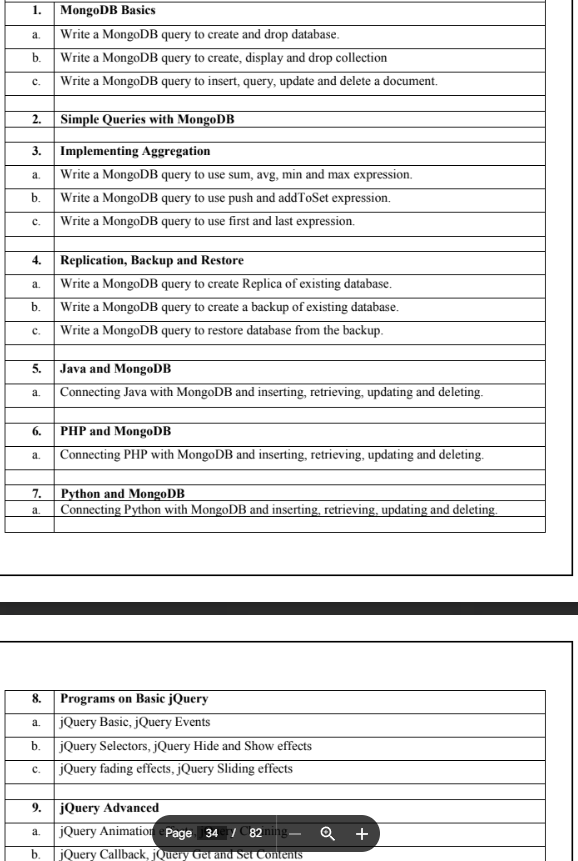 1. MongoDB Basics
a. Write a MongoDB query to create and drop database.
b. Write a MongoDB query to create, display and drop collection
c. Write a MongoDB query to insert, query, update and delete a document.
2. Simple Queries with MongoDB
3. Implementing Aggregation
a. Write a MongoDB query to use sum, avg, min and max expression.
b. Write a MongoDB query to use push and addToSet expression.
c. Write a MongoDB query to use first and last expression.
4. Replication, Backup and Restore
a. Write a MongoDB query to create Replica of existing database.
b. Write a MongoDB query to create a backup of existing database.
c. Write a MongoDB query to restore database from the backup.
5. Java and MongoDB
a. Connecting Java with MongoDB and inserting, retrieving, updating and deleting.
6. PHP and MongoDB
a. Connecting PHP with MongoDB and inserting, retrieving, updating and deleting.
7. Python and MongoDB
a. Connecting Python with MongoDB and inserting, retrieving, updating and deleting.
8. Programs on Basic jQuery
a. jQuery Basic, jQuery Events
b. jQuery Selectors, jQuery Hide and Show effects
c. jQuery fading effects, jQuery Sliding effects
9. jQuery Advanced
a. jQuery Animation
Page 34 / 82
b. jQuery Callback, jQuery Get and Set Contents